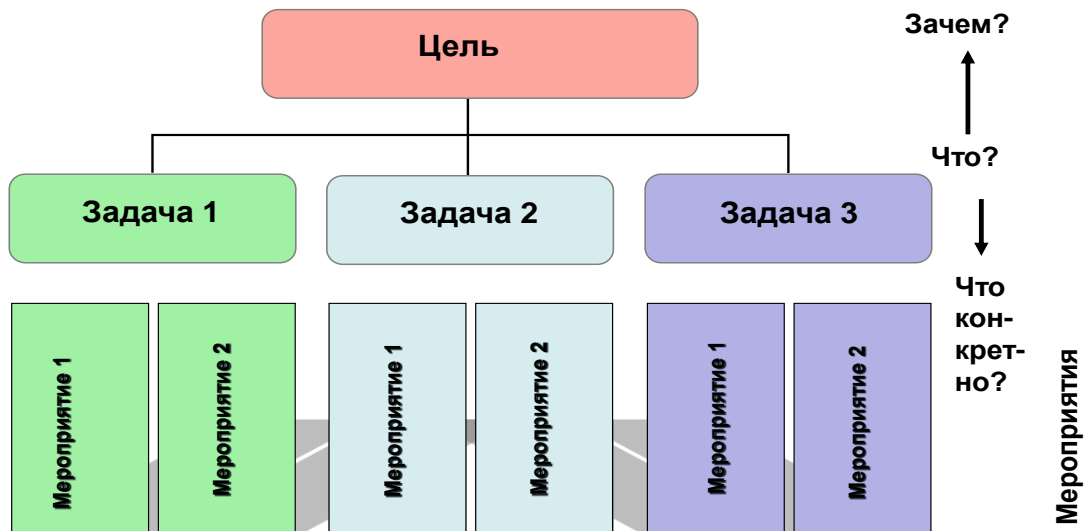 Цель
Зачем?
Что?
Задача 1
Задача 2
Задача 3
Что
кон-
крет-
но?
Мероприятие 1
Мероприятие 2
Мероприятие 1
Мероприятие 2
Мероприятие 1
Мероприятие 2
Мероприятия